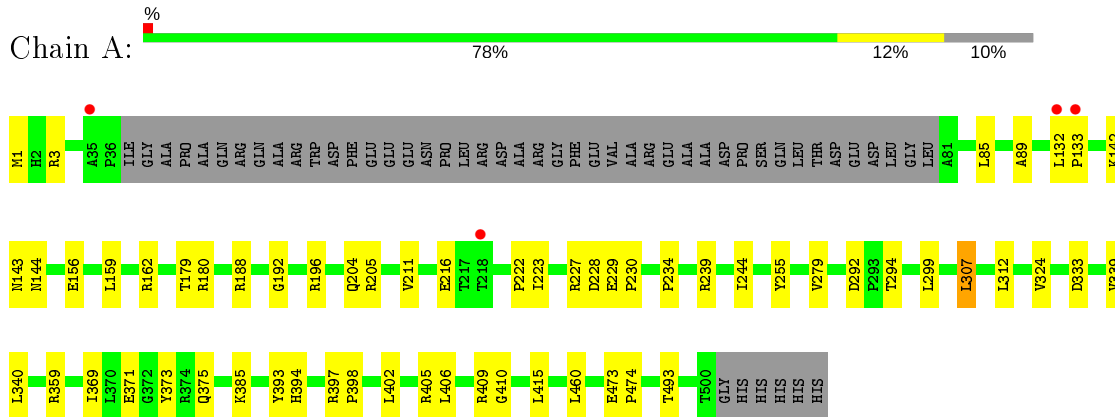 %
Chain A:
78% 12% 10%
M1 H2 R3 A35 P36 ILE GLY ALA PRO ALA GLN ARG GLN ALA ARG TRP ASP PHE GLU GLU GLU ASN PRO LEU ARG ASP ALA ARG GLY PHE GLU VAL ALA ARG GLU ALA ALA ASP PRO SER GLN LEU THR ASP GLU ASP LEU GLY LEU A81 L85 A89 L132 P133 K142
N143 N144 E156 L159 R162 T179 R180 R188 G192 R196 Q204 R205 V211 E216 T217 T218 P222 I223 R227 D228 E229 P230 P234 R239 I244 Y255 V279 D292 P293 T294 L299 L307 L312 V324 D333 V339
L340 R359 I369 L370 E371 G372 Y373 R374 Q375 K385 Y393 H394 R397 P398 L402 R405 L406 R409 G410 L415 L460 E473 P474 T493 T500 GLY HIS HIS HIS HIS HIS